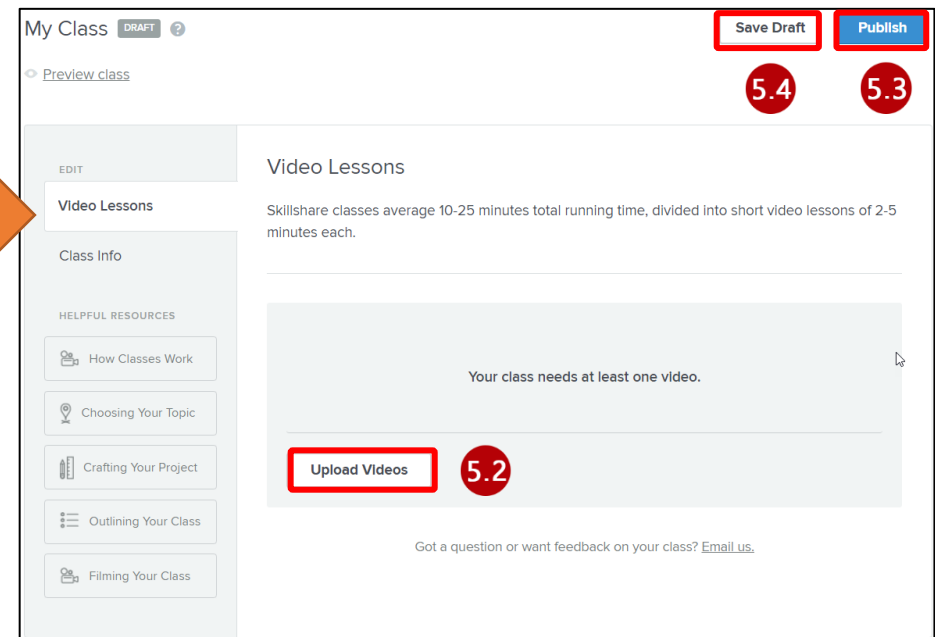 My Class DRAFT ?
Save Draft
Publish
Preview class
5.4
5.3
EDIT
Video Lessons
Class Info
HELPFUL RESOURCES
How Classes Work
Choosing Your Topic
Crafting Your Project
Outlining Your Class
Filming Your Class
Video Lessons
Skillshare classes average 10-25 minutes total running time, divided into short video lessons of 2-5
minutes each.
Your class needs at least one video.
Upload Videos
5.2
Got a question or want feedback on your class? Email us.